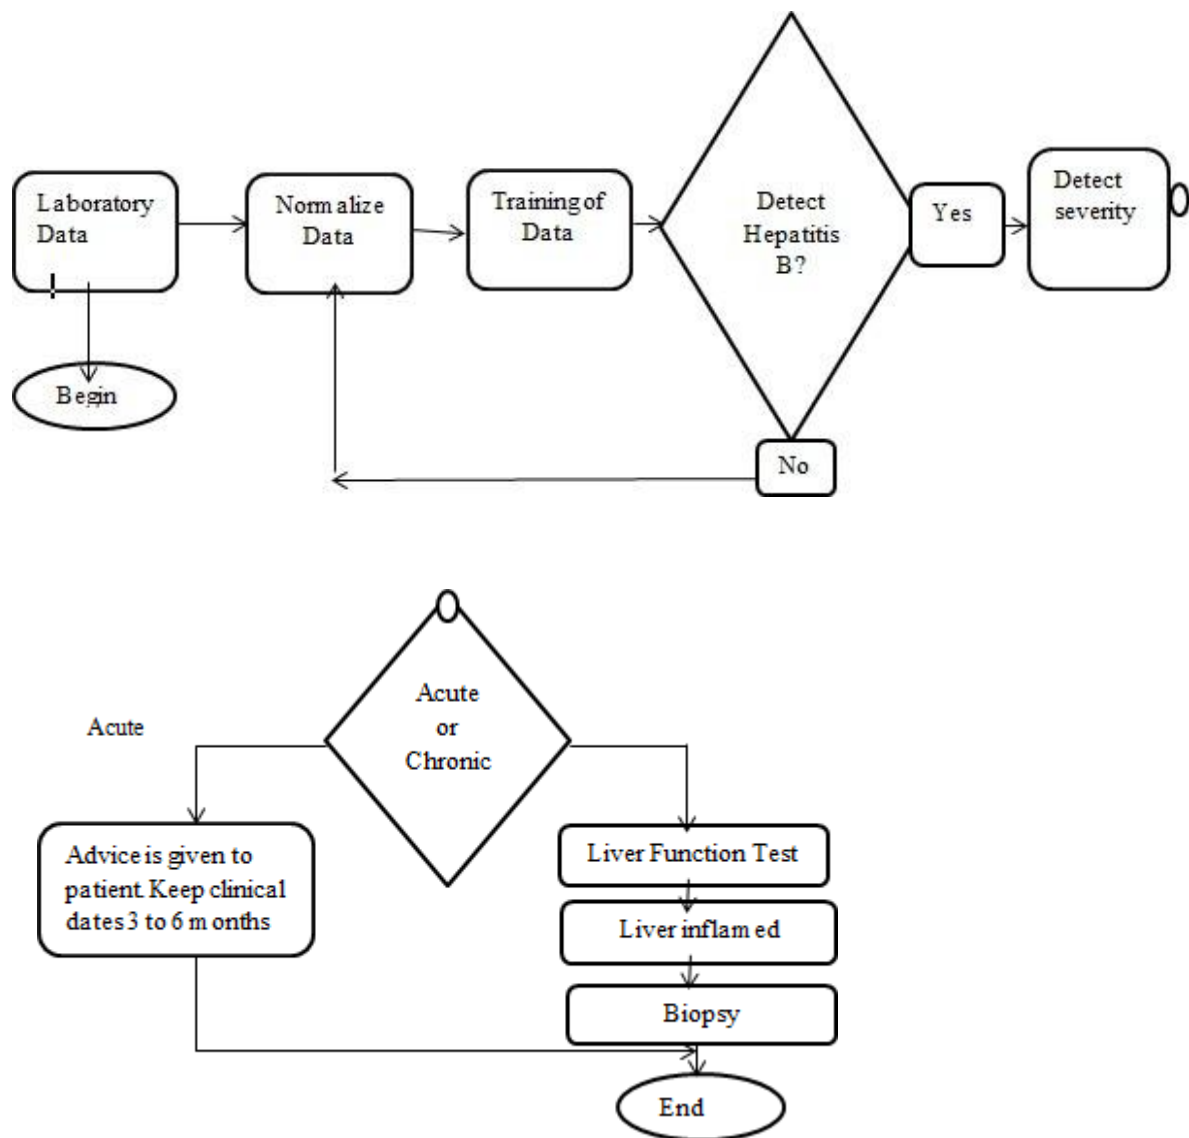 Laboratory
Data
Normalize
Data
Training of
Data
Detect
Hepatitis
B?
Yes
Detect
severity
Begin
No
Acute
or
Chronic
Acute
Advice is given to
patient. Keep clinical
dates 3 to 6 months
Liver Function Test
Liver inflamed
Biopsy
End